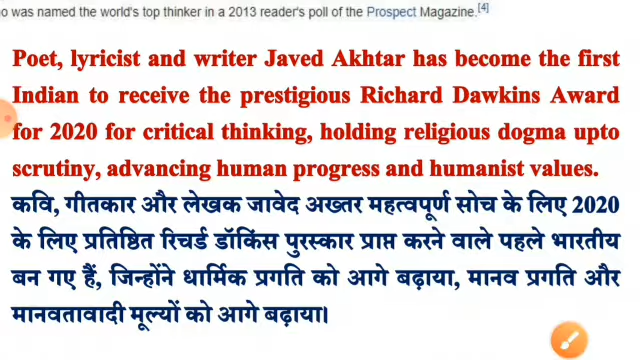 o was named the world's top thinker in a 2013 reader's poll of the Prospect Magazine.[4]
Poet, lyricist and writer Javed Akhtar has become the first
Indian to receive the prestigious Richard Dawkins Award
for 2020 for critical thinking, holding religious dogma upto
scrutiny, advancing human progress and humanist values.
कवि, गीतकार और लेखक जावेद अख्तर महत्वपूर्ण सोच के लिए 2020
के लिए प्रतिष्ठित रिचर्ड डॉकिंस पुरस्कार प्राप्त करने वाले पहले भारतीय
बन गए हैं, जिन्होंने धार्मिक प्रगति को आगे बढ़ाया, मानव प्रगति और
मानवतावादी मूल्यों को आगे बढ़ाया।